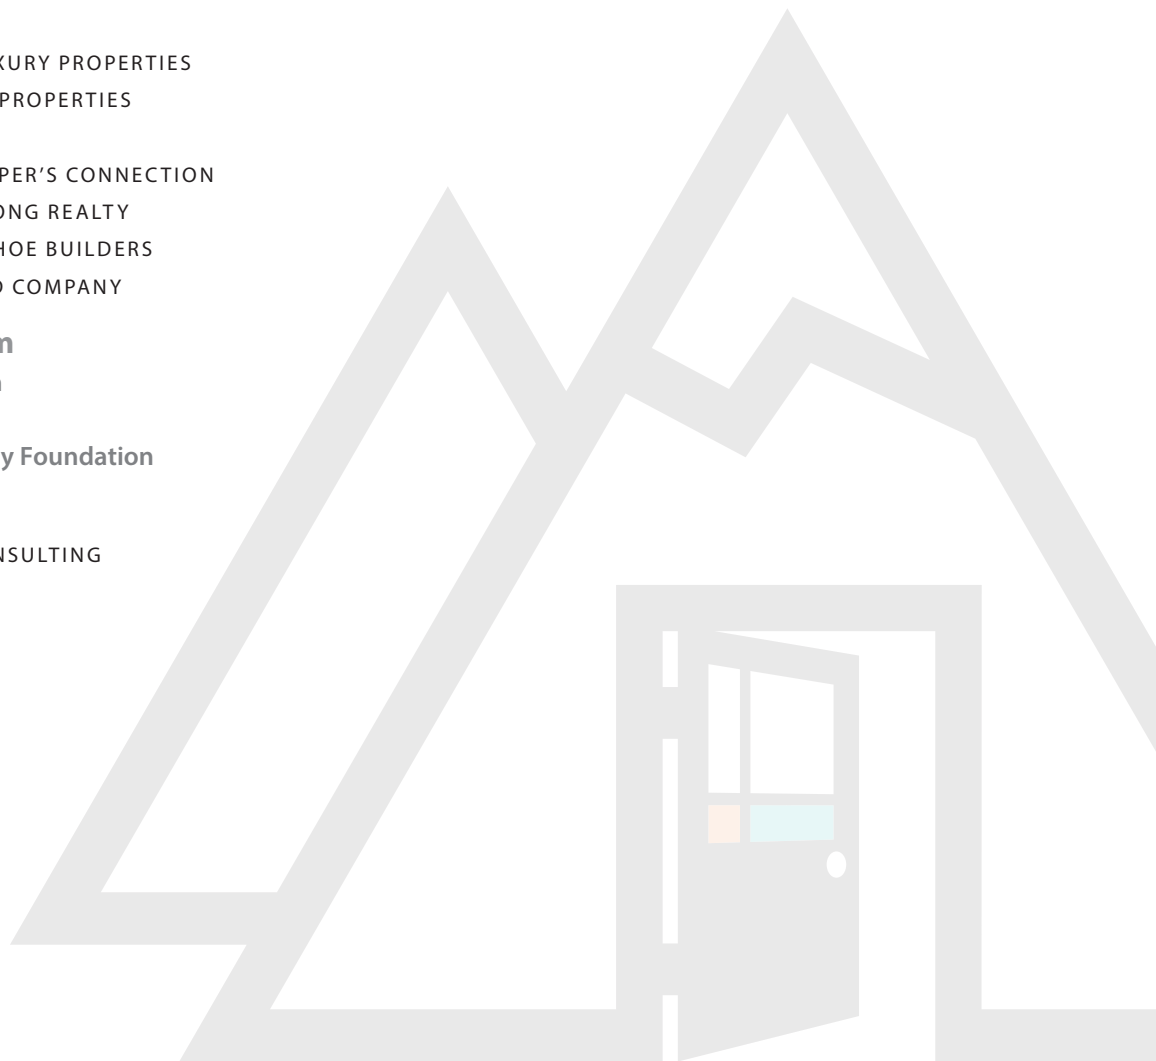 XURY PROPERTIES
PROPERTIES
PER’S CONNECTION
ONG REALTY
HOE BUILDERS
COMPANY
m
y Foundation
NSULTING